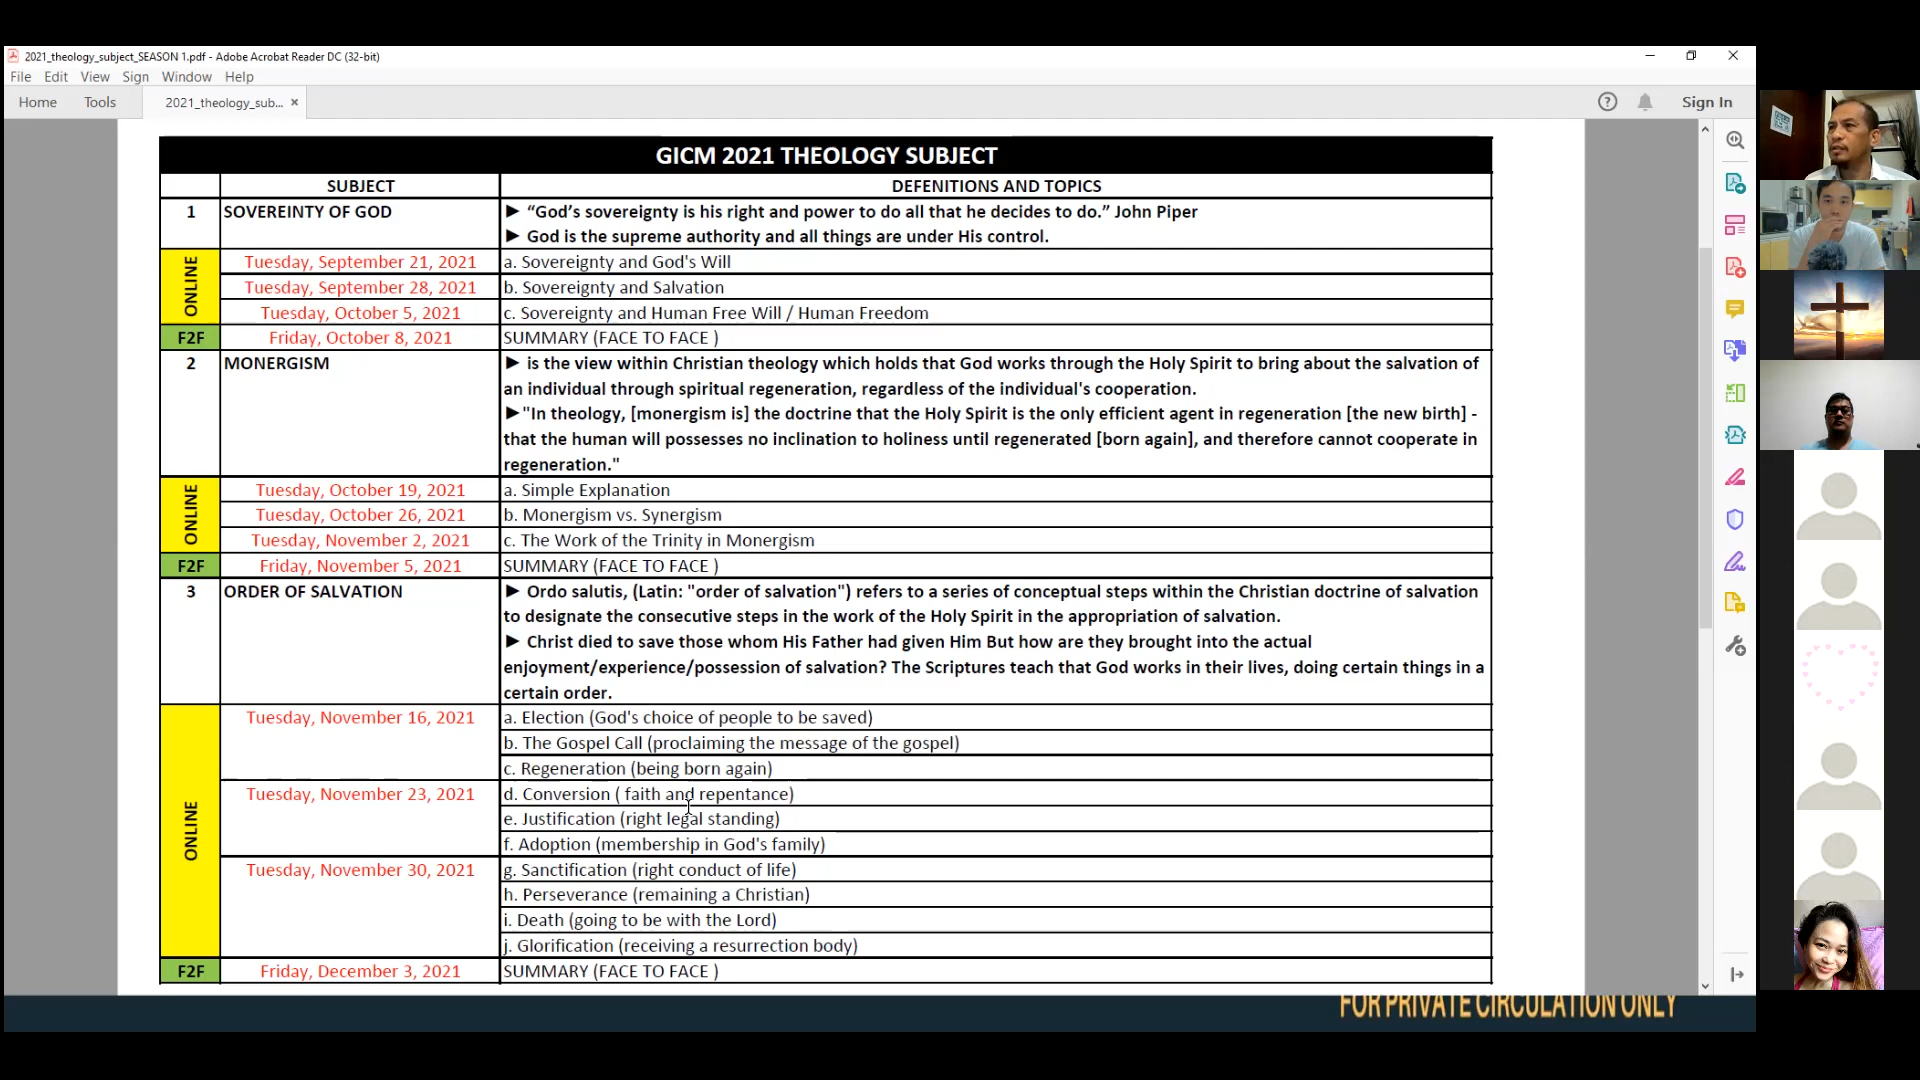 2021_theology_subject_SEASON 1.pdf - Adobe Acrobat Reader DC (32-bit)
File Edit View Sign Window Help
Home Tools 2021_theology_sub... × Sign In
GICM 2021 THEOLOGY SUBJECT
SUBJECT DEFENITIONS AND TOPICS
1 SOVEREINTY OF GOD ► “God’s sovereignty is his right and power to do all that he decides to do.” John Piper
► God is the supreme authority and all things are under His control.
ONLINE
Tuesday, September 21, 2021 a. Sovereignty and God's Will
Tuesday, September 28, 2021 b. Sovereignty and Salvation
Tuesday, October 5, 2021 c. Sovereignty and Human Free Will / Human Freedom
F2F Friday, October 8, 2021 SUMMARY (FACE TO FACE )
2 MONERGISM ► is the view within Christian theology which holds that God works through the Holy Spirit to bring about the salvation of
an individual through spiritual regeneration, regardless of the individual's cooperation.
►"In theology, [monergism is] the doctrine that the Holy Spirit is the only efficient agent in regeneration [the new birth] -
that the human will possesses no inclination to holiness until regenerated [born again], and therefore cannot cooperate in
regeneration."
ONLINE
Tuesday, October 19, 2021 a. Simple Explanation
Tuesday, October 26, 2021 b. Monergism vs. Synergism
Tuesday, November 2, 2021 c. The Work of the Trinity in Monergism
F2F Friday, November 5, 2021 SUMMARY (FACE TO FACE )
3 ORDER OF SALVATION ► Ordo salutis, (Latin: "order of salvation") refers to a series of conceptual steps within the Christian doctrine of salvation
to designate the consecutive steps in the work of the Holy Spirit in the appropriation of salvation.
► Christ died to save those whom His Father had given Him But how are they brought into the actual
enjoyment/experience/possession of salvation? The Scriptures teach that God works in their lives, doing certain things in a
certain order.
ONLINE
Tuesday, November 16, 2021 a. Election (God's choice of people to be saved)
b. The Gospel Call (proclaiming the message of the gospel)
c. Regeneration (being born again)
Tuesday, November 23, 2021 d. Conversion ( faith and repentance)
e. Justification (right legal standing)
f. Adoption (membership in God's family)
Tuesday, November 30, 2021 g. Sanctification (right conduct of life)
h. Perseverance (remaining a Christian)
i. Death (going to be with the Lord)
j. Glorification (receiving a resurrection body)
F2F Friday, December 3, 2021 SUMMARY (FACE TO FACE )
FOR PRIVATE CIRCULATION ONLY